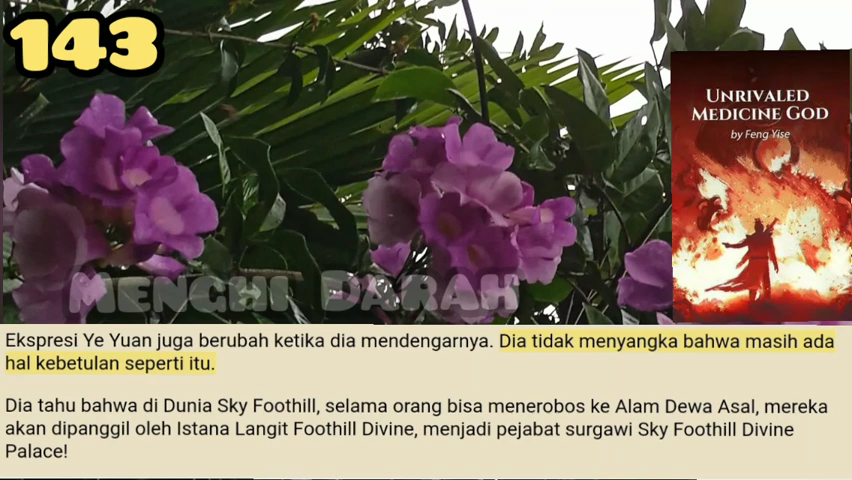 143
UNRIVALED
MEDICINE GOD
by Feng Yise
MENGHI DARAH
Ekspresi Ye Yuan juga berubah ketika dia mendengarnya. Dia tidak menyangka bahwa masih ada
hal kebetulan seperti itu.
Dia tahu bahwa di Dunia Sky Foothill, selama orang bisa menerobos ke Alam Dewa Asal, mereka
akan dipanggil oleh Istana Langit Foothill Divine, menjadi pejabat surgawi Sky Foothill Divine
Palace!